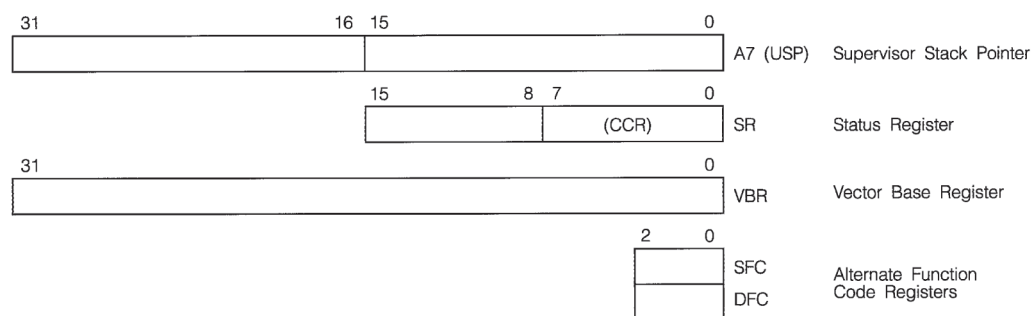 31 16 15 0
A7 (USP) Supervisor Stack Pointer
15 8 7 0
(CCR) SR Status Register
31 0
VBR Vector Base Register
2 0
SFC
Alternate Function
Code Registers
DFC